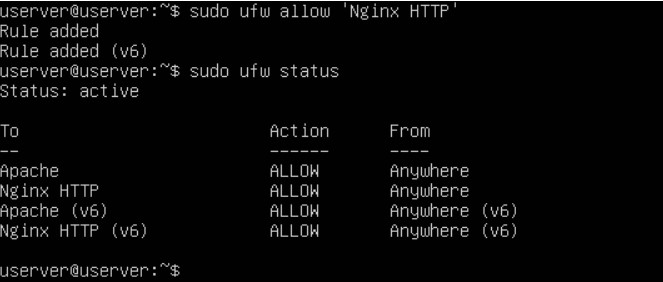 userver@userver:~$ sudo ufw allow 'Nginx HTTP'
Rule added
Rule added (v6)
userver@userver:~$ sudo ufw status
Status: active
To                         Action      From
--                         ------      ----
Apache                     ALLOW       Anywhere
Nginx HTTP                 ALLOW       Anywhere
Apache (v6)                ALLOW       Anywhere (v6)
Nginx HTTP (v6)            ALLOW       Anywhere (v6)
userver@userver:~$